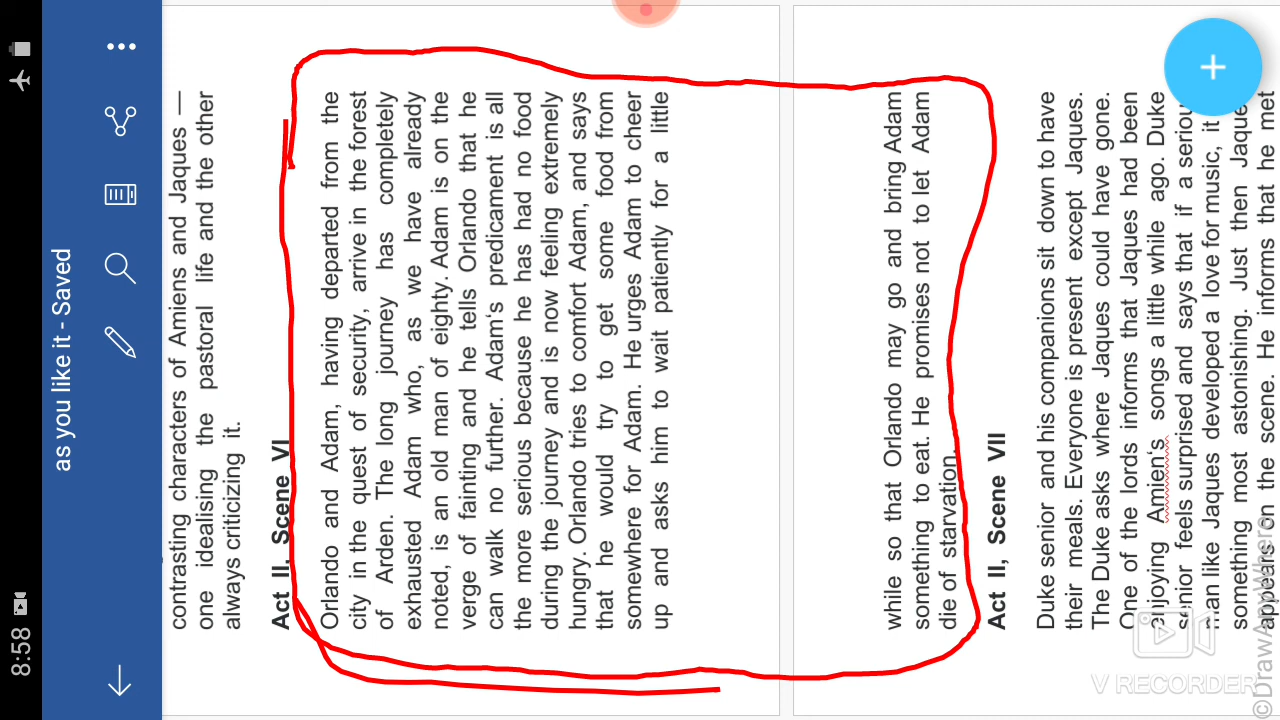 8:58
as you like it - Saved
contrasting characters of Amiens and Jaques —
one idealising the pastoral life and the other
always criticizing it.
Act II, Scene VI
Orlando and Adam, having departed from the
city in the quest of security, arrive in the forest
of Arden. The long journey has completely
exhausted Adam who, as we have already
noted, is an old man of eighty. Adam is on the
verge of fainting and he tells Orlando that he
can walk no further. Adam's predicament is all
the more serious because he has had no food
during the journey and is now feeling extremely
hungry. Orlando tries to comfort Adam, and says
that he would try to get some food from
somewhere for Adam. He urges Adam to cheer
up and asks him to wait patiently for a little
while so that Orlando may go and bring Adam
something to eat. He promises not to let Adam
die of starvation.
Act II, Scene VII
Duke senior and his companions sit down to have
their meals. Everyone is present except Jaques.
The Duke asks where Jaques could have gone.
One of the lords informs that Jaques had been
enjoying Amien's songs a little while ago. Duke
senior feels surprised and says that if a serious
man like Jaques developed a love for music, it
something most astonishing. Just then Jaques
appears on the scene. He informs that he met
V RECORDER
©DrawAnyWhere